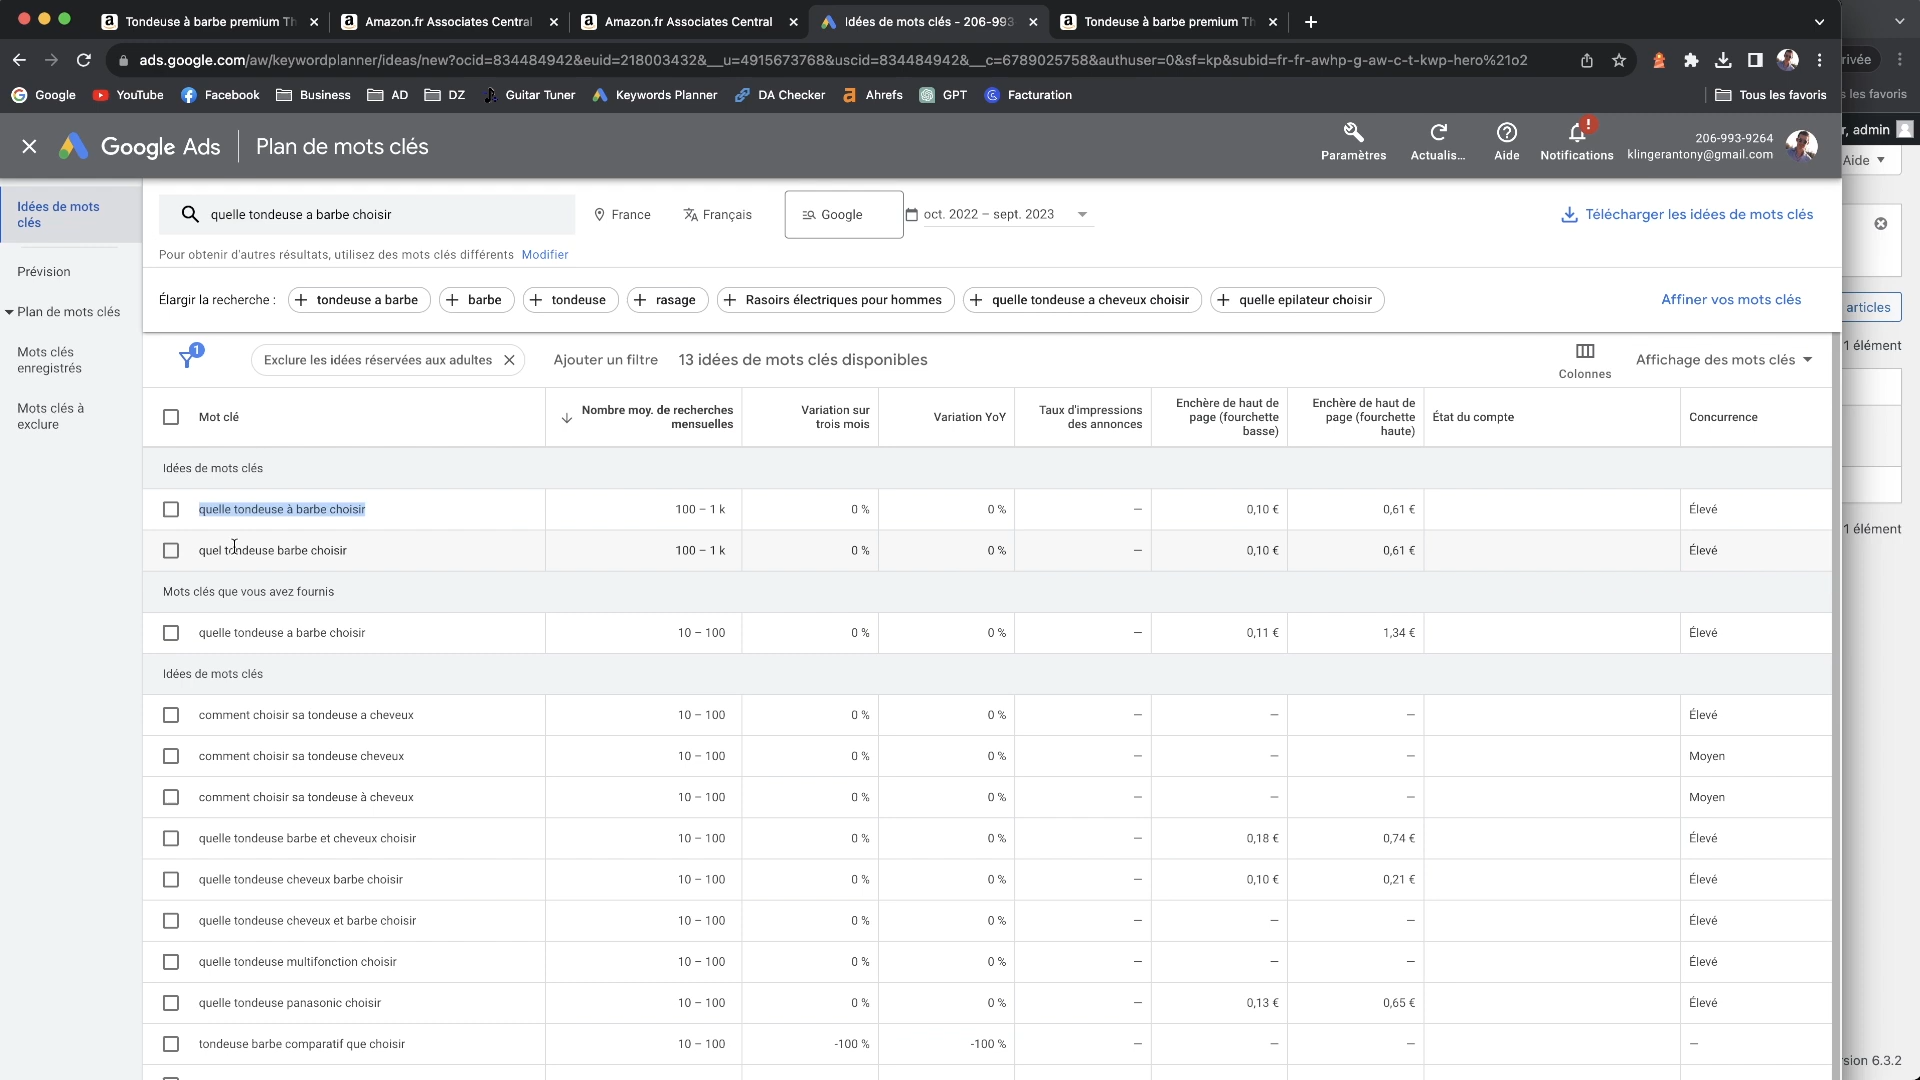 Tondeuse à barbe premium Th
Amazon.fr Associates Central
Amazon.fr Associates Central
Idées de mots clés - 206-993
Tondeuse à barbe premium Th
ads.google.com/aw/keywordplanner/ideas/new?ocid=834484942&euid=218003432&__u=4915673768&uscid=834484942&__c=6789025758&authuser=0&sf=kp&subid=fr-fr-awhp-g-aw-c-t-kwp-hero%21o2
rivée
Google YouTube Facebook Business AD DZ Guitar Tuner Keywords Planner DA Checker Ahrefs GPT Facturation Tous les favoris
s les favoris
Google Ads Plan de mots clés
Paramètres Actualis... Aide Notifications
206-993-9264
klingerantony@gmail.com
r, admin
Aide
Idées de mots clés
Prévision
Plan de mots clés
Mots clés enregistrés
Mots clés à exclure
quelle tondeuse a barbe choisir France Français Google oct. 2022 – sept. 2023 Télécharger les idées de mots clés
Pour obtenir d'autres résultats, utilisez des mots clés différents Modifier
Élargir la recherche : tondeuse a barbe barbe tondeuse rasage Rasoirs électriques pour hommes quelle tondeuse a cheveux choisir quelle epilateur choisir Affiner vos mots clés
articles
1 Exclure les idées réservées aux adultes Ajouter un filtre 13 idées de mots clés disponibles Colonnes Affichage des mots clés
1 élément
Mot clé Nombre moy. de recherches mensuelles Variation sur trois mois Variation YoY Taux d'impressions des annonces Enchère de haut de page (fourchette basse) Enchère de haut de page (fourchette haute) État du compte Concurrence
Idées de mots clés
quelle tondeuse à barbe choisir 100 – 1 k 0 % 0 % – 0,10 € 0,61 € Élevé
1 élément
quel tondeuse barbe choisir 100 – 1 k 0 % 0 % – 0,10 € 0,61 € Élevé
Mots clés que vous avez fournis
quelle tondeuse a barbe choisir 10 – 100 0 % 0 % – 0,11 € 1,34 € Élevé
Idées de mots clés
comment choisir sa tondeuse a cheveux 10 – 100 0 % 0 % – – – Élevé
comment choisir sa tondeuse cheveux 10 – 100 0 % 0 % – – – Moyen
comment choisir sa tondeuse à cheveux 10 – 100 0 % 0 % – – – Moyen
quelle tondeuse barbe et cheveux choisir 10 – 100 0 % 0 % – 0,18 € 0,74 € Élevé
quelle tondeuse cheveux barbe choisir 10 – 100 0 % 0 % – 0,10 € 0,21 € Élevé
quelle tondeuse cheveux et barbe choisir 10 – 100 0 % 0 % – – – Élevé
quelle tondeuse multifonction choisir 10 – 100 0 % 0 % – – – Élevé
quelle tondeuse panasonic choisir 10 – 100 0 % 0 % – 0,13 € 0,65 € Élevé
tondeuse barbe comparatif que choisir 10 – 100 -100 % -100 % – – – –
sion 6.3.2